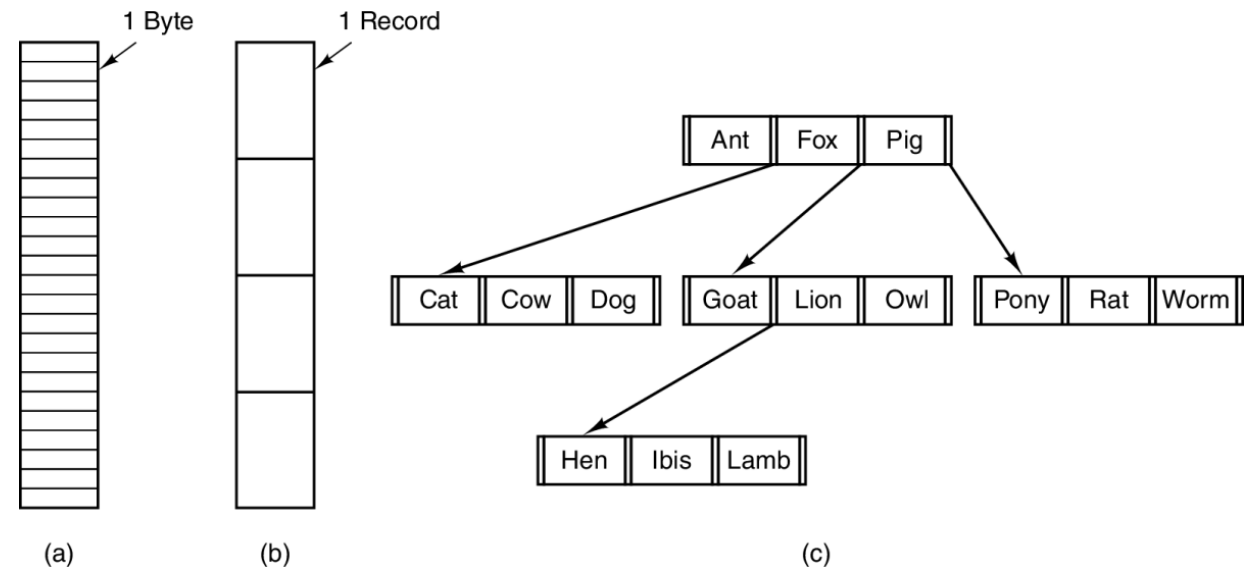 1 Byte
1 Record
Ant Fox Pig
Cat Cow Dog
Goat Lion Owl
Pony Rat Worm
Hen Ibis Lamb
(a)
(b)
(c)